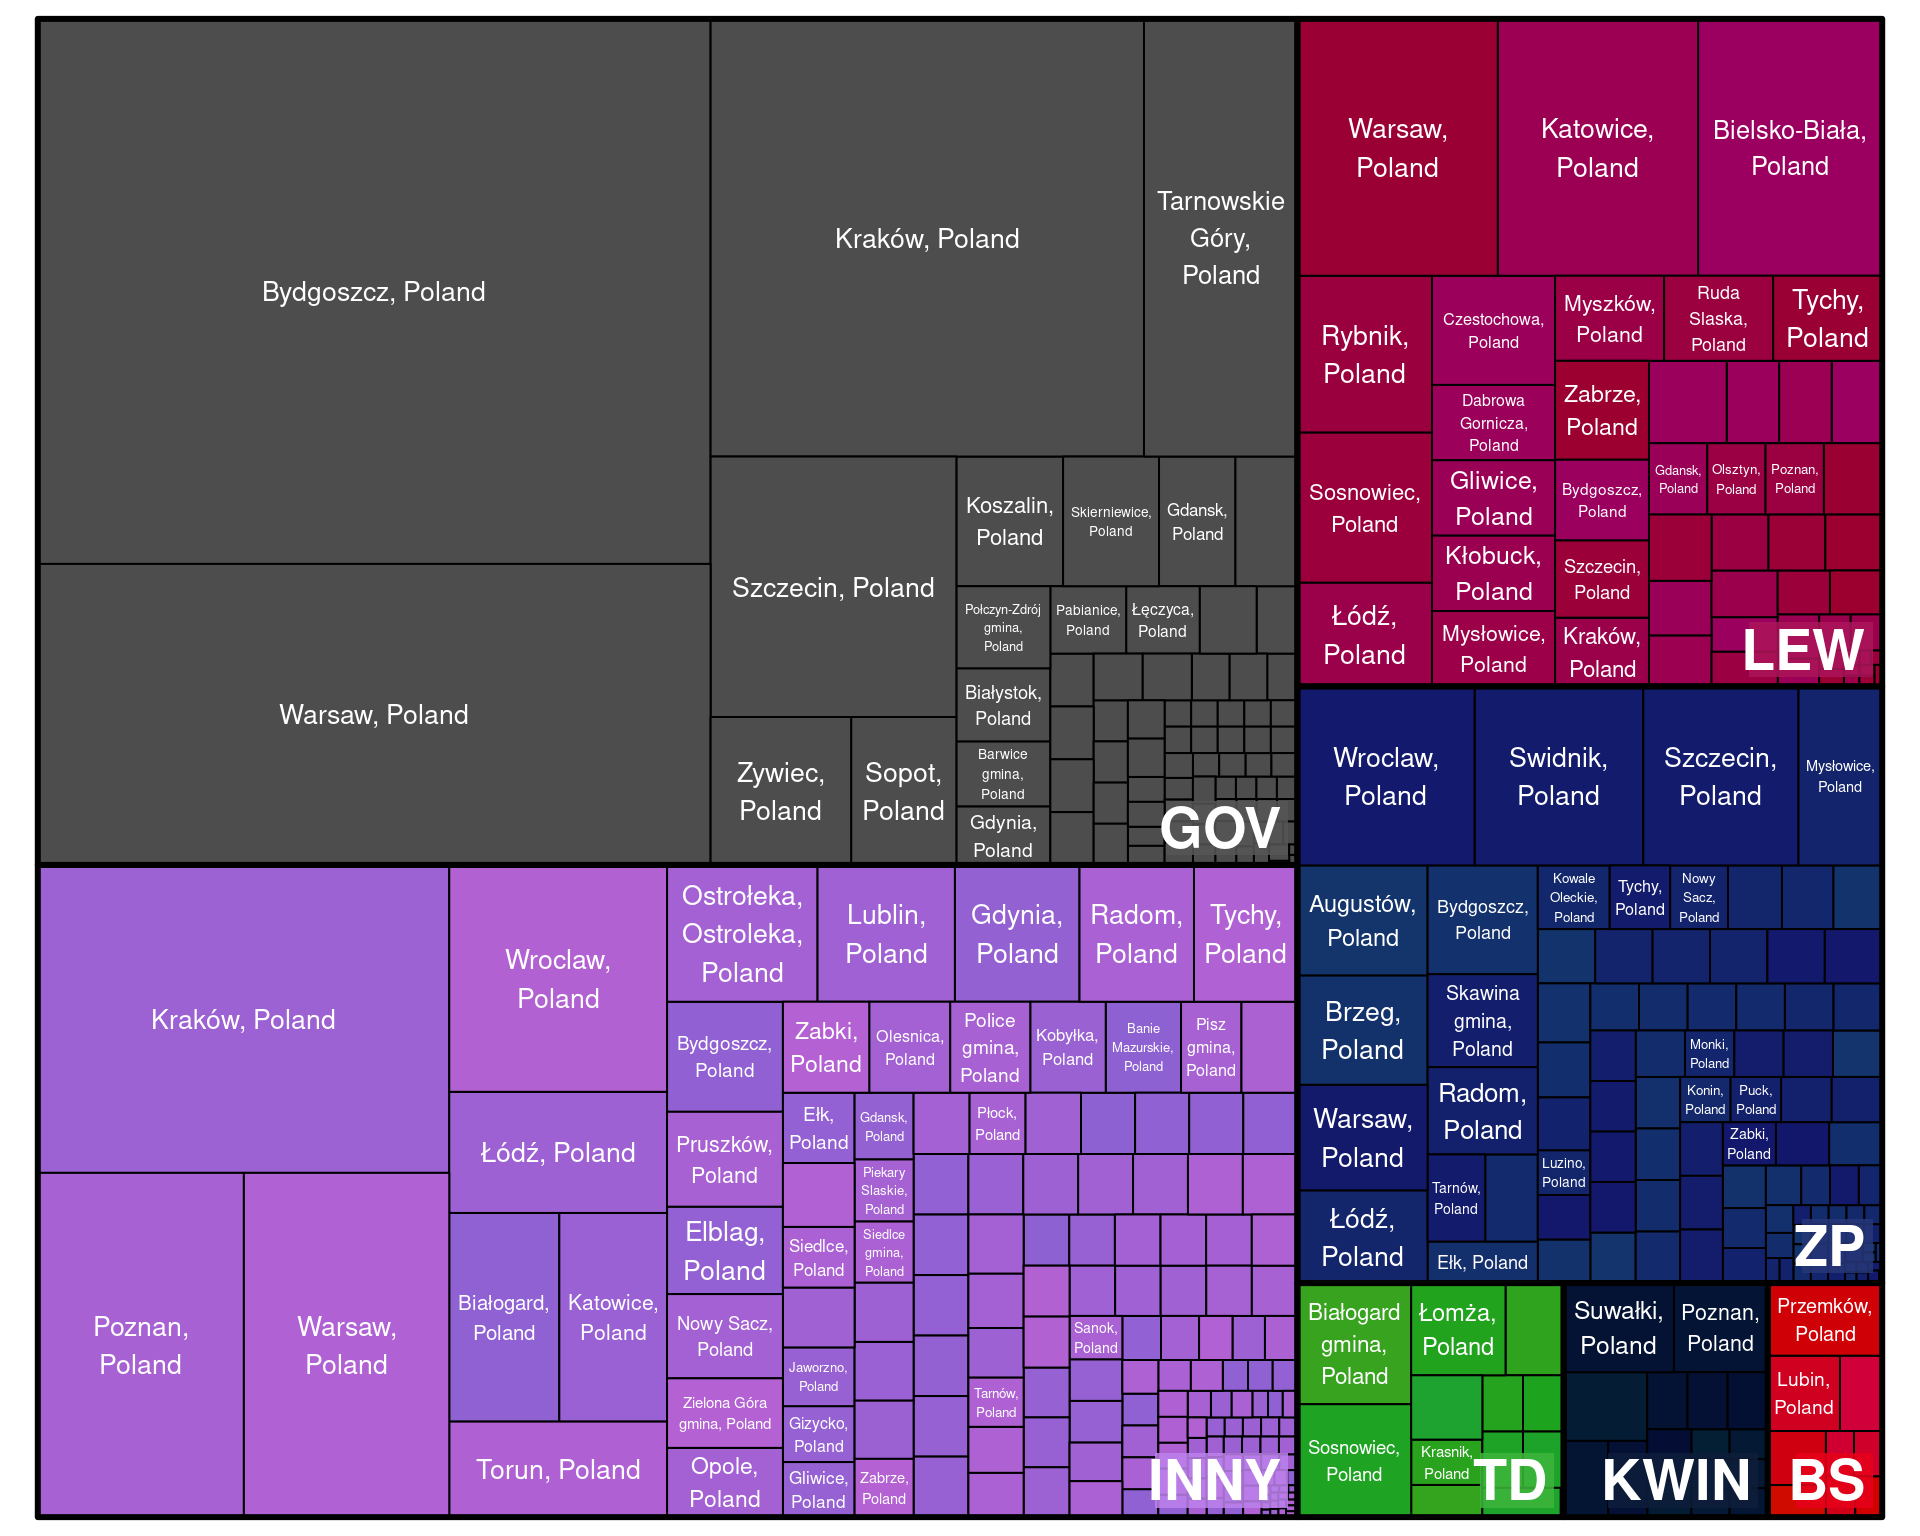 Bydgoszcz, Poland
Warsaw, Poland
Kraków, Poland
Tarnowskie
Góry,
Poland
Szczecin, Poland
Zywiec,
Poland
Sopot,
Poland
Koszalin,
Poland
Skierniewice,
Poland
Gdansk,
Poland
Połczyn-Zdrój
gmina,
Poland
Pabianice,
Poland
Łęczyca,
Poland
Białystok,
Poland
Barwice
gmina,
Poland
Gdynia,
Poland
GOV
Warsaw,
Poland
Katowice,
Poland
Bielsko-Biała,
Poland
Rybnik,
Poland
Sosnowiec,
Poland
Łódź,
Poland
Czestochowa,
Poland
Dabrowa
Gornicza,
Poland
Gliwice,
Poland
Kłobuck,
Poland
Mysłowice,
Poland
Myszków,
Poland
Ruda
Slaska,
Poland
Tychy,
Poland
Zabrze,
Poland
Bydgoszcz,
Poland
Szczecin,
Poland
Kraków,
Poland
Gdansk,
Poland
Olsztyn,
Poland
Poznan,
Poland
LEW
Kraków, Poland
Poznan,
Poland
Warsaw,
Poland
Wroclaw,
Poland
Łódź, Poland
Białogard,
Poland
Katowice,
Poland
Torun, Poland
Ostrołeka,
Ostroleka,
Poland
Lublin,
Poland
Gdynia,
Poland
Radom,
Poland
Tychy,
Poland
Bydgoszcz,
Poland
Pruszków,
Poland
Elblag,
Poland
Nowy Sacz,
Poland
Zielona Góra
gmina, Poland
Opole,
Poland
Zabki,
Poland
Olesnica,
Poland
Police
gmina,
Poland
Kobyłka,
Poland
Banie
Mazurskie,
Poland
Pisz
gmina,
Poland
Ełk,
Poland
Gdansk,
Poland
Płock,
Poland
Piekary
Slaskie,
Poland
Siedlce,
Poland
Siedlce
gmina,
Poland
Jaworzno,
Poland
Gizycko,
Poland
Gliwice,
Poland
Zabrze,
Poland
Tarnów,
Poland
Sanok,
Poland
INNY
Wroclaw,
Poland
Swidnik,
Poland
Szczecin,
Poland
Mysłowice,
Poland
Augustów,
Poland
Brzeg,
Poland
Warsaw,
Poland
Łódź,
Poland
Bydgoszcz,
Poland
Skawina
gmina,
Poland
Radom,
Poland
Tarnów,
Poland
Ełk, Poland
Kowale
Oleckie,
Poland
Tychy,
Poland
Nowy
Sacz,
Poland
Monki,
Poland
Konin,
Poland
Puck,
Poland
Zabki,
Poland
Luzino,
Poland
ZP
Białogard
gmina,
Poland
Łomża,
Poland
Sosnowiec,
Poland
Krasnik,
Poland
TD
Suwałki,
Poland
Poznan,
Poland
KWIN
Przemków,
Poland
Lubin,
Poland
BS